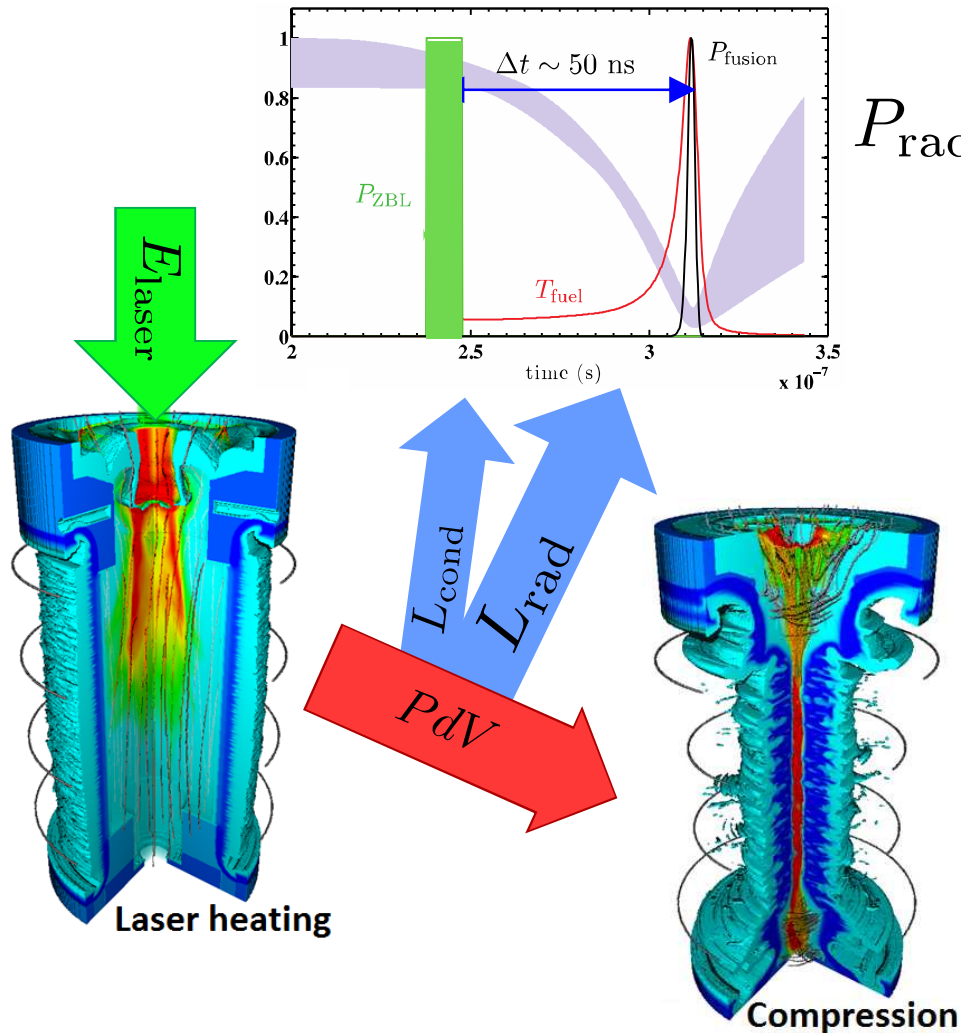 1
0.8
0.6
0.4
0.2
0
2
2.5
3
3.5
time (s)
x 10⁻⁷
Δt ∼ 50 ns
P_fusion
P_ZBL
T_fuel
P_rad
E_laser
L_cond
L_rad
PdV
Laser heating
Compression